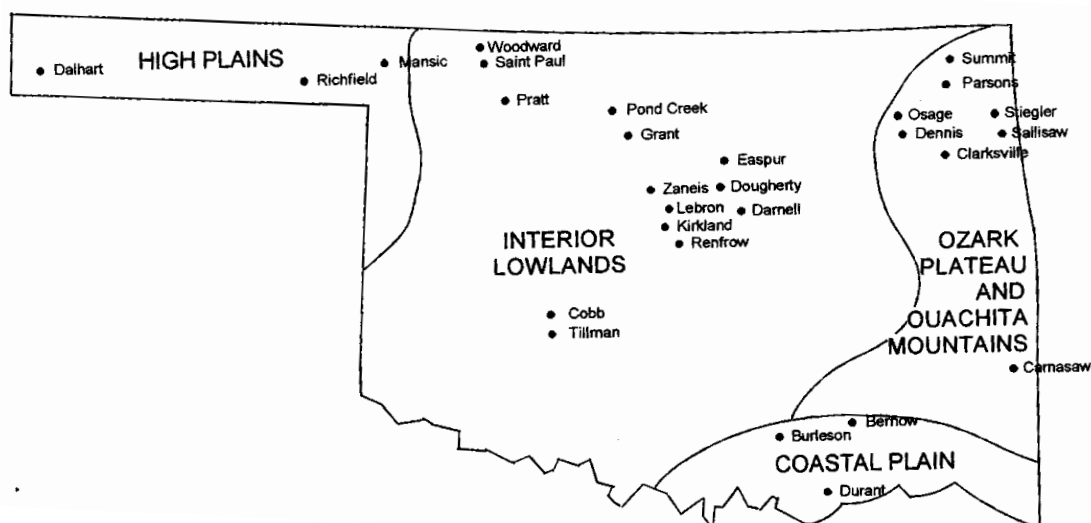 Woodward
HIGH PLAINS
Mansic
Saint Paul
Summit
Dalhart
Richfield
Parsons
Pratt
Pond Creek
Osage
Stiegler
Grant
Dennis
Sallisaw
Easpur
Clarksville
Zaneis
Dougherty
Lebron
Darnell
Kirkland
Renfrow
INTERIOR
LOWLANDS
OZARK
PLATEAU
AND
OUACHITA
MOUNTAINS
Cobb
Tillman
Carnasaw
Bernow
Burleson
COASTAL PLAIN
Durant